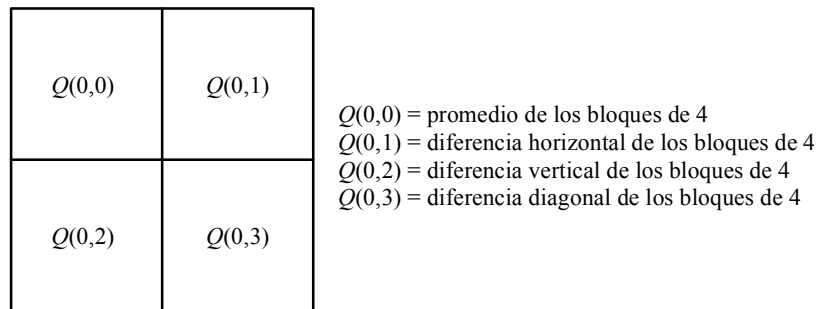 Q(0,0) Q(0,1)
Q(0,0) = promedio de los bloques de 4
Q(0,1) = diferencia horizontal de los bloques de 4
Q(0,2) = diferencia vertical de los bloques de 4
Q(0,3) = diferencia diagonal de los bloques de 4
Q(0,2) Q(0,3)